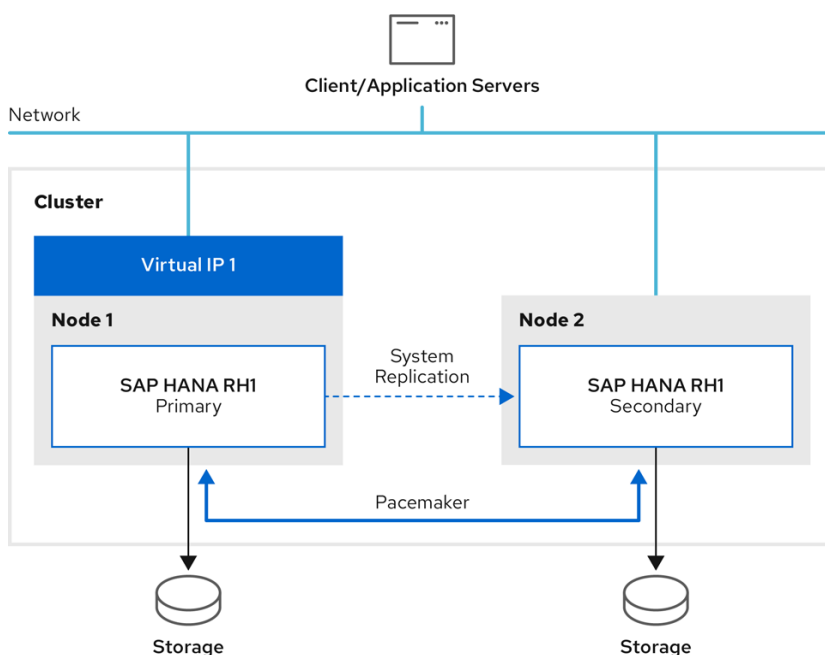 Client/Application Servers
Network
Cluster
Virtual IP 1
Node 1
Node 2
System
Replication
SAP HANA RH1
Primary
SAP HANA RH1
Secondary
Pacemaker
Storage
Storage